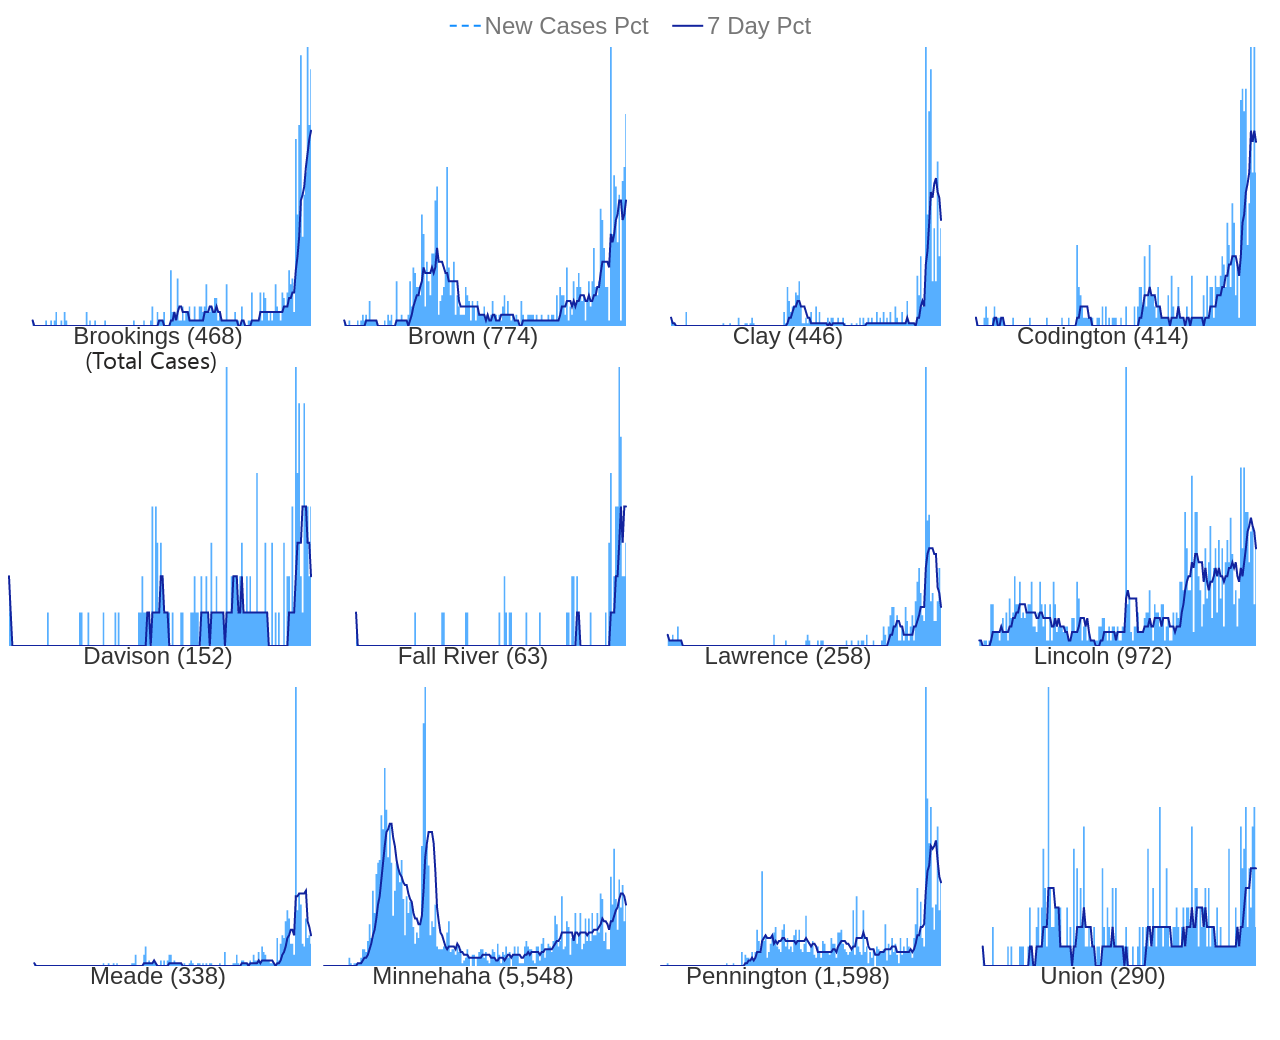 New Cases Pct 7 Day Pct
Brookings (468) Brown (774) Clay (446) Codington (414)
(Total Cases)
Davison (152) Fall River (63) Lawrence (258) Lincoln (972)
Meade (338) Minnehaha (5,548) Pennington (1,598) Union (290)